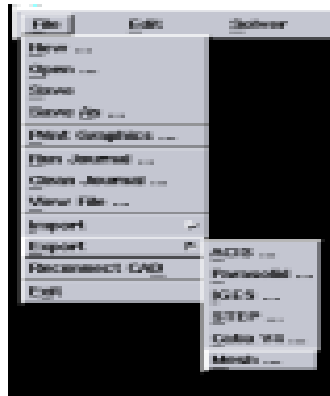 File Edit Solver
New ...
Open ...
Save
Save As ...
Print Graphics ...
Run Journal ...
Clean Journal ...
View File ...
Import
Export
Reconnect CAD
Exit
ACIS ...
Parasolid ...
IGES ...
STEP ...
Catia V4 ...
Mesh ...